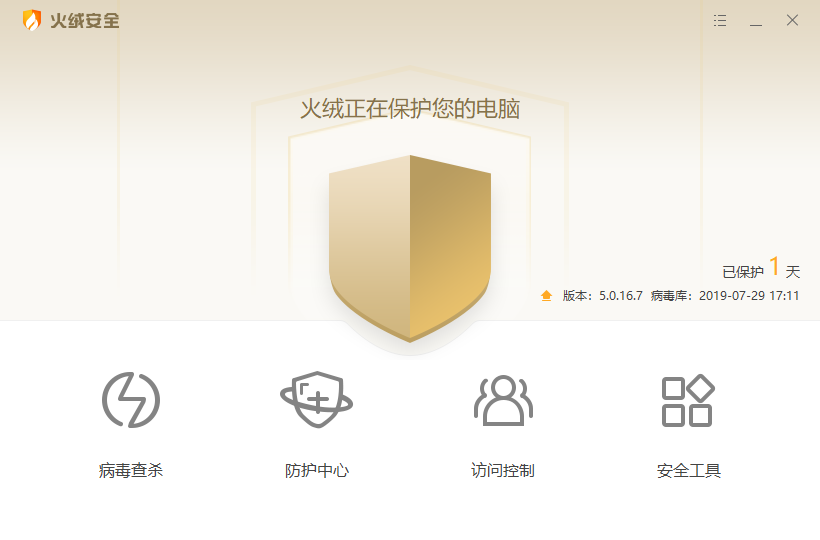 火绒安全
火绒正在保护您的电脑
已保护 1 天
版本：5.0.16.7 病毒库：2019-07-29 17:11
病毒查杀 防护中心 访问控制 安全工具